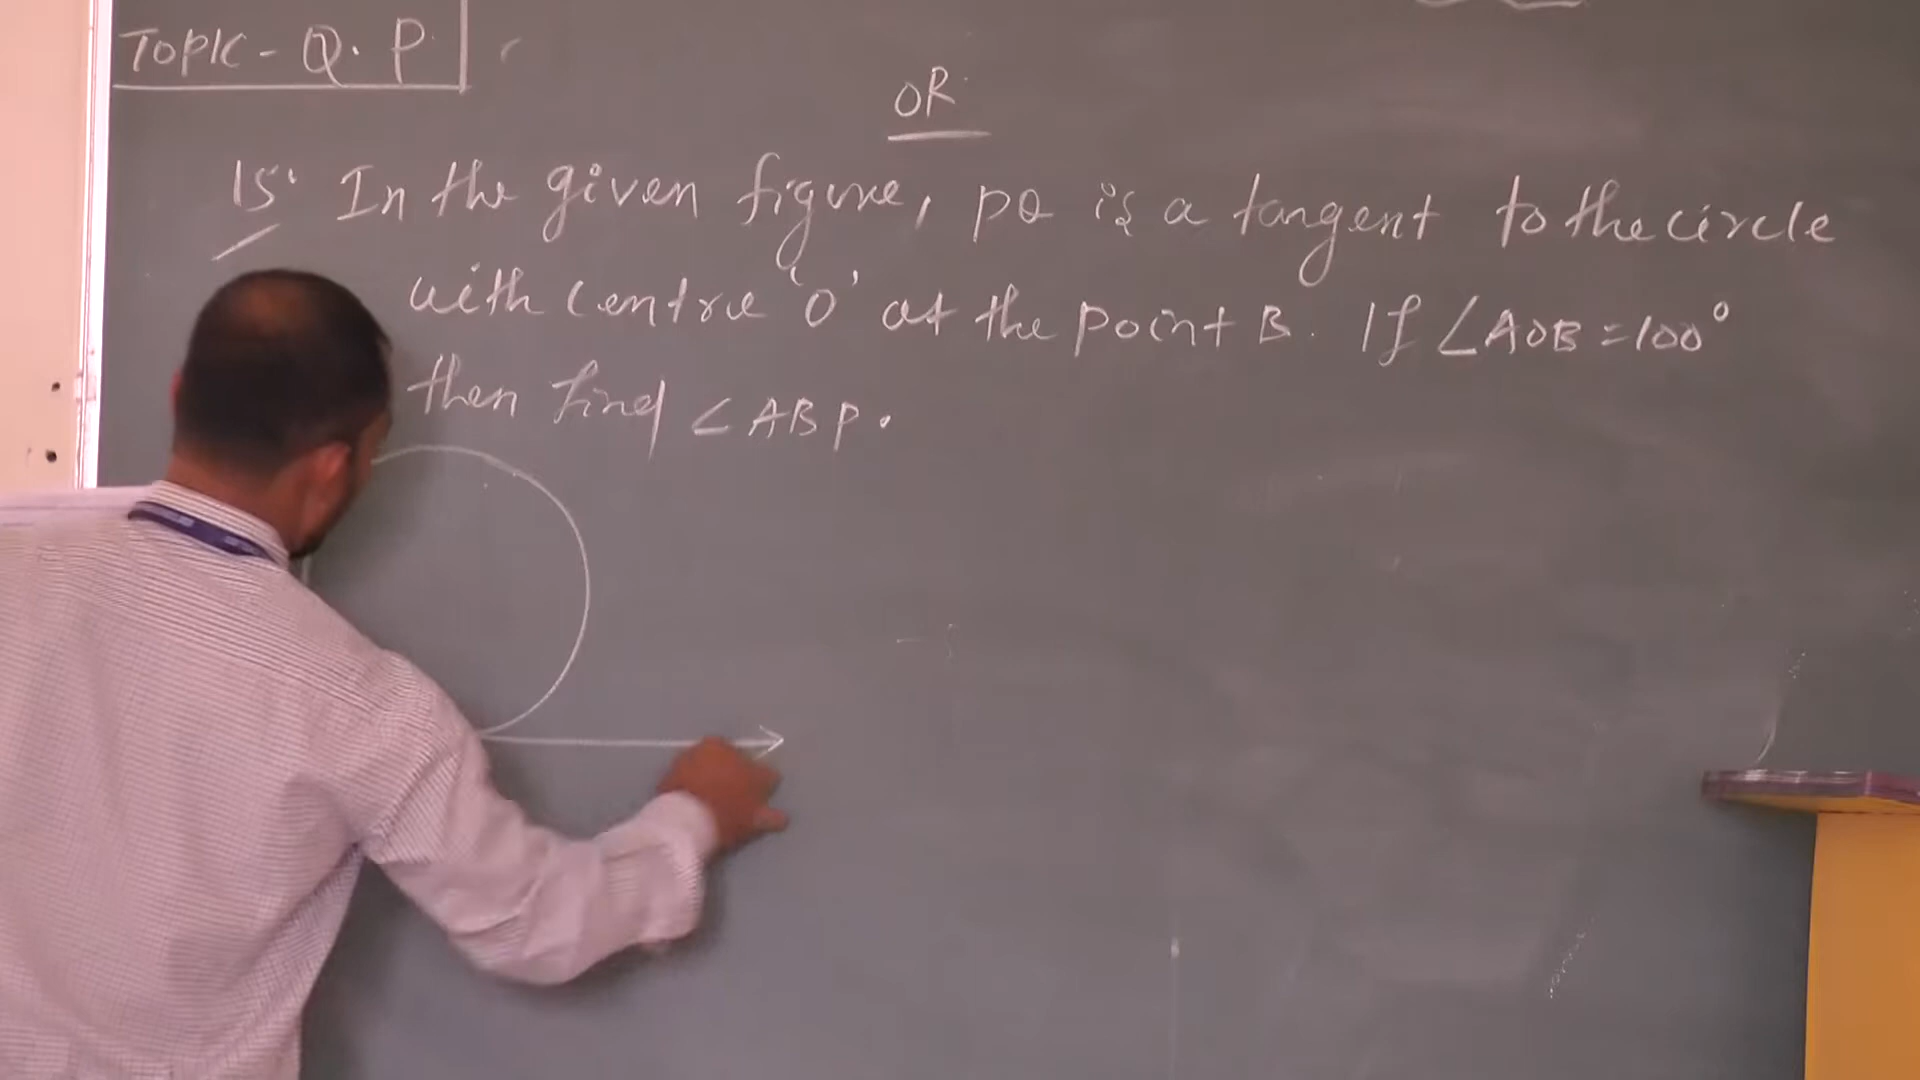 TOPIC - Q. P.
OR
15. In the given figure, PQ is a tangent to the circle
with centre 'O' at the point B. If ∠AOB = 100°
then find ∠ABP.